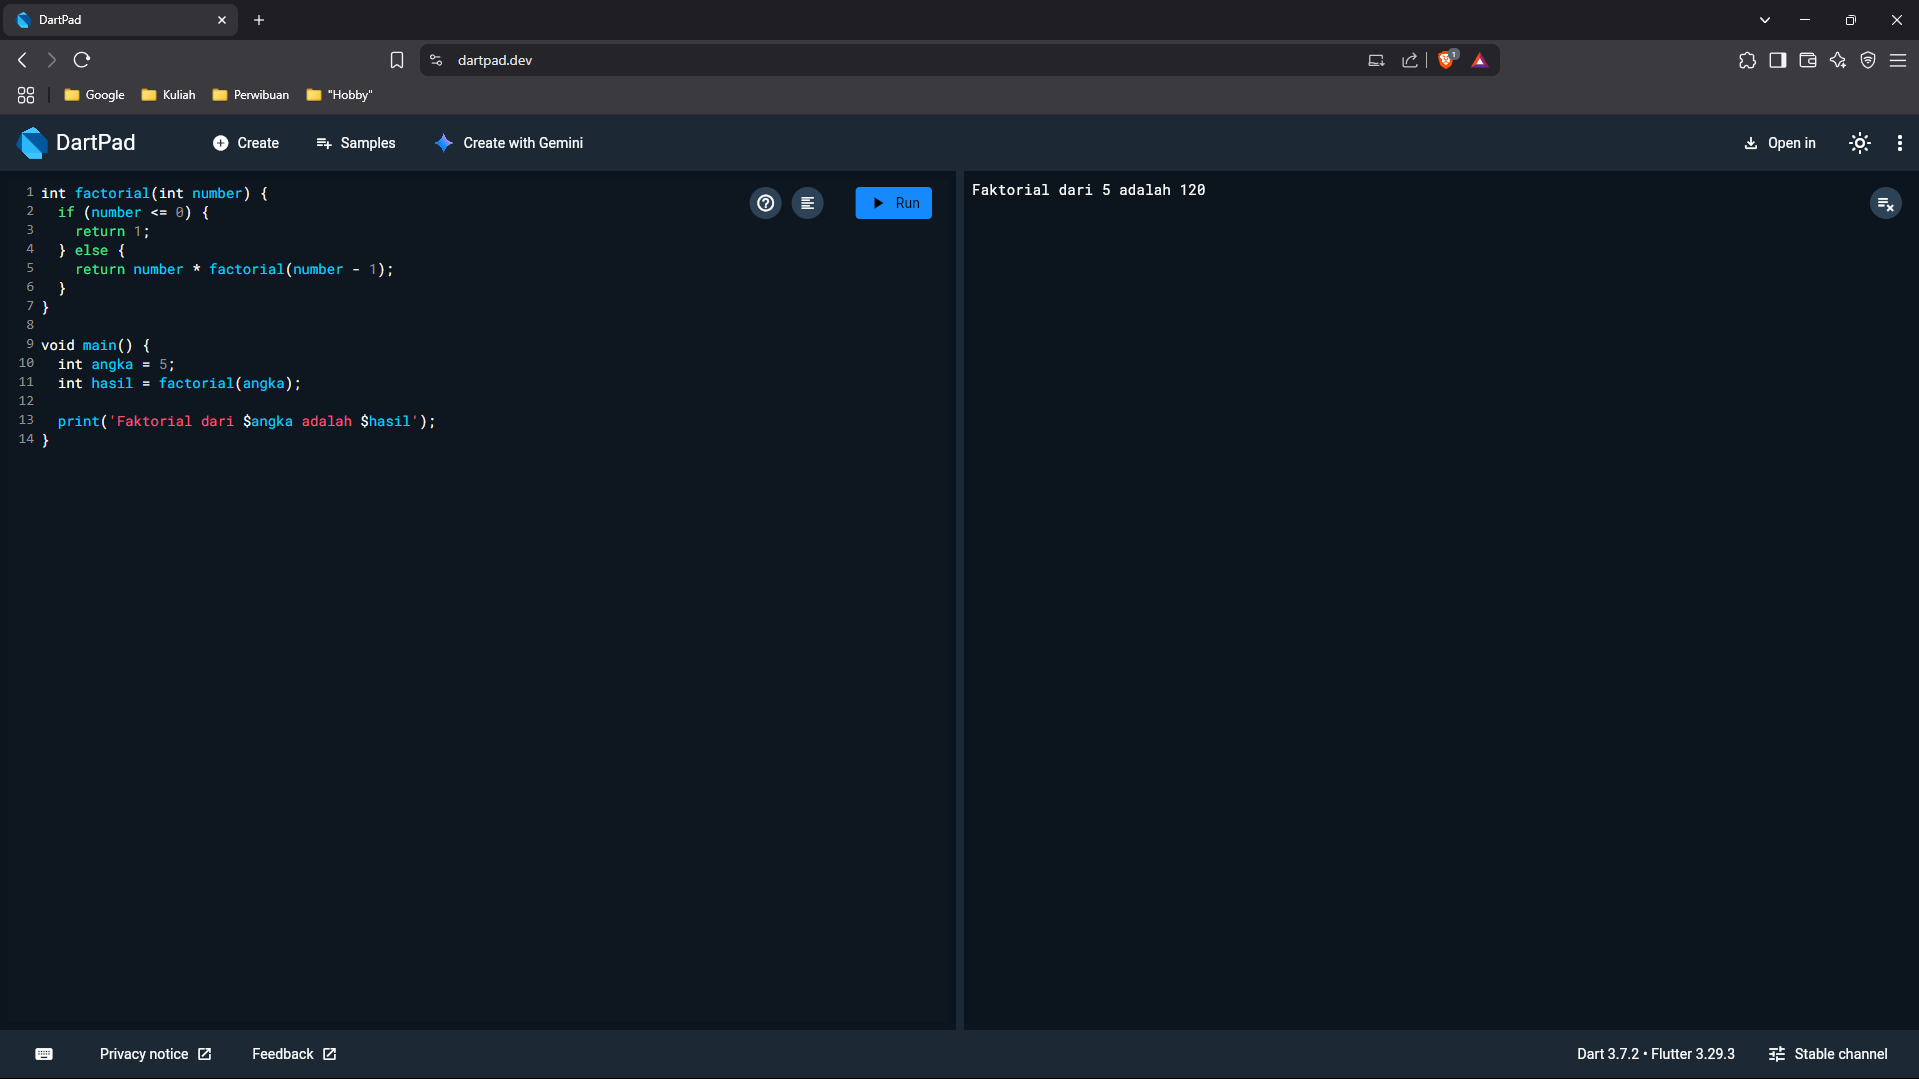 DartPad
dartpad.dev
1
Google
Kuliah
Perwibuan
"Hobby"
DartPad
Create
Samples
Create with Gemini
Open in
1 int factorial(int number) {
2 if (number <= 0) {
3 return 1;
4 } else {
5 return number * factorial(number - 1);
6 }
7 }
8
9 void main() {
10 int angka = 5;
11 int hasil = factorial(angka);
12
13 print('Faktorial dari $angka adalah $hasil');
14 }
Run
Faktorial dari 5 adalah 120
Privacy notice
Feedback
Dart 3.7.2 • Flutter 3.29.3
Stable channel